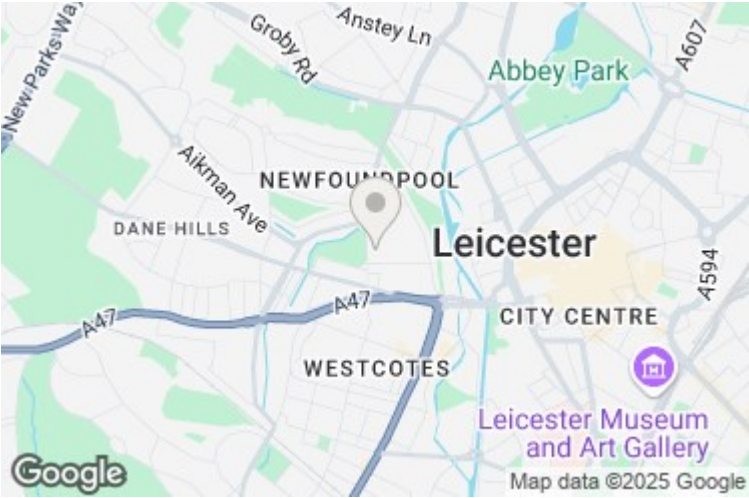 Anstey Ln
Groby Rd
A607
New Parks Way
Abbey Park
Aikman Ave
NEWFOUNDPOOL
DANE HILLS
Leicester
A594
A47
A47
CITY CENTRE
WESTCOTES
Leicester Museum
and Art Gallery
Google
Map data ©2025 Google